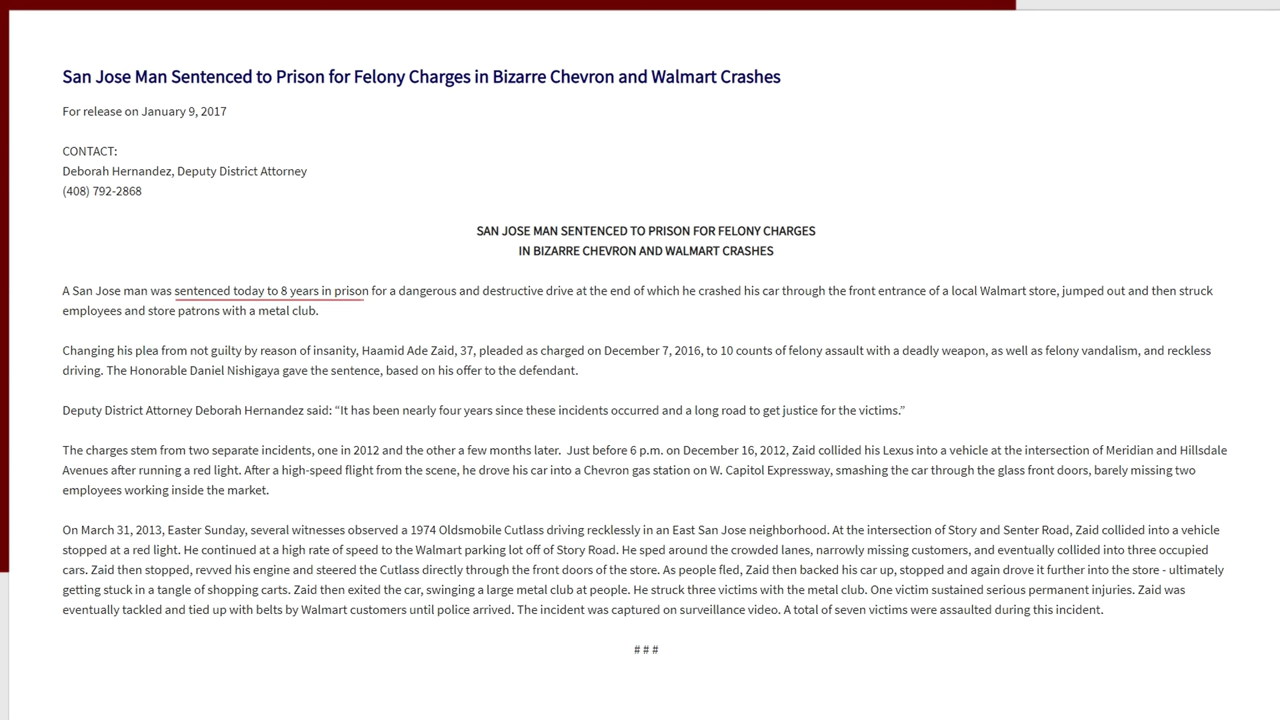 San Jose Man Sentenced to Prison for Felony Charges in Bizarre Chevron and Walmart Crashes
For release on January 9, 2017
CONTACT:
Deborah Hernandez, Deputy District Attorney
(408) 792-2868
SAN JOSE MAN SENTENCED TO PRISON FOR FELONY CHARGES
IN BIZARRE CHEVRON AND WALMART CRASHES
A San Jose man was sentenced today to 8 years in prison for a dangerous and destructive drive at the end of which he crashed his car through the front entrance of a local Walmart store, jumped out and then struck
employees and store patrons with a metal club.
Changing his plea from not guilty by reason of insanity, Haamid Ade Zaid, 37, pleaded as charged on December 7, 2016, to 10 counts of felony assault with a deadly weapon, as well as felony vandalism, and reckless
driving. The Honorable Daniel Nishigaya gave the sentence, based on his offer to the defendant.
Deputy District Attorney Deborah Hernandez said: “It has been nearly four years since these incidents occurred and a long road to get justice for the victims.”
The charges stem from two separate incidents, one in 2012 and the other a few months later.  Just before 6 p.m. on December 16, 2012, Zaid collided his Lexus into a vehicle at the intersection of Meridian and Hillsdale
Avenues after running a red light. After a high-speed flight from the scene, he drove his car into a Chevron gas station on W. Capitol Expressway, smashing the car through the glass front doors, barely missing two
employees working inside the market.
On March 31, 2013, Easter Sunday, several witnesses observed a 1974 Oldsmobile Cutlass driving recklessly in an East San Jose neighborhood. At the intersection of Story and Senter Road, Zaid collided into a vehicle
stopped at a red light. He continued at a high rate of speed to the Walmart parking lot off of Story Road. He sped around the crowded lanes, narrowly missing customers, and eventually collided into three occupied
cars. Zaid then stopped, revved his engine and steered the Cutlass directly through the front doors of the store. As people fled, Zaid then backed his car up, stopped and again drove it further into the store - ultimately
getting stuck in a tangle of shopping carts. Zaid then exited the car, swinging a large metal club at people. He struck three victims with the metal club. One victim sustained serious permanent injuries. Zaid was
eventually tackled and tied up with belts by Walmart customers until police arrived. The incident was captured on surveillance video. A total of seven victims were assaulted during this incident.
# # #